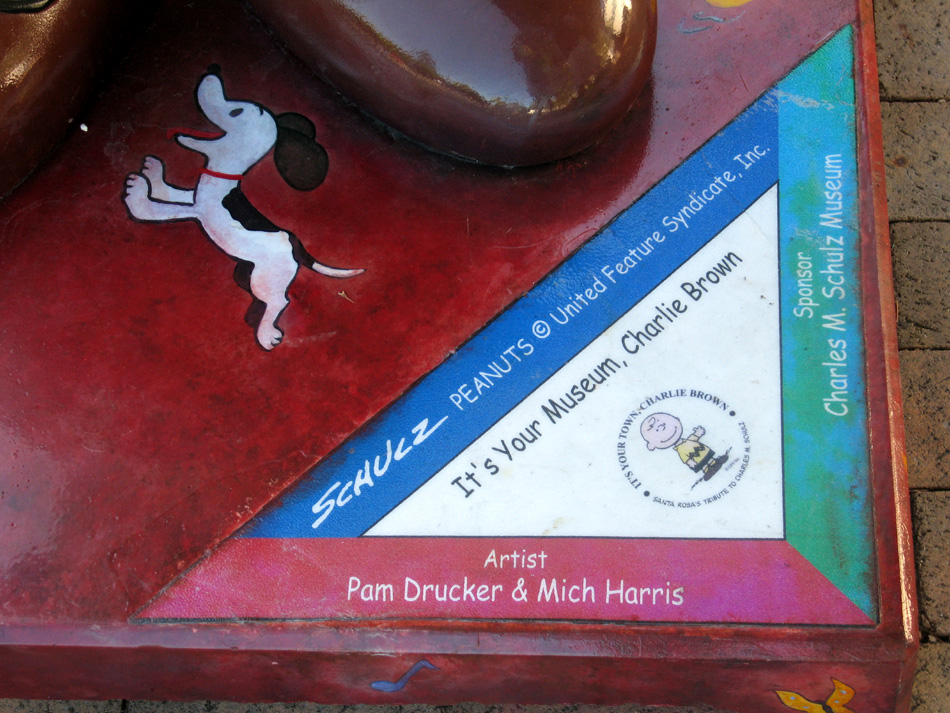 SCHULZ PEANUTS © United Feature Syndicate, Inc.
It's Your Museum, Charlie Brown
IT'S YOUR TOWN, CHARLIE BROWN
SANTA ROSA'S TRIBUTE TO CHARLES M. SCHULZ
Sponsor
Charles M. Schulz Museum
Artist
Pam Drucker & Mich Harris